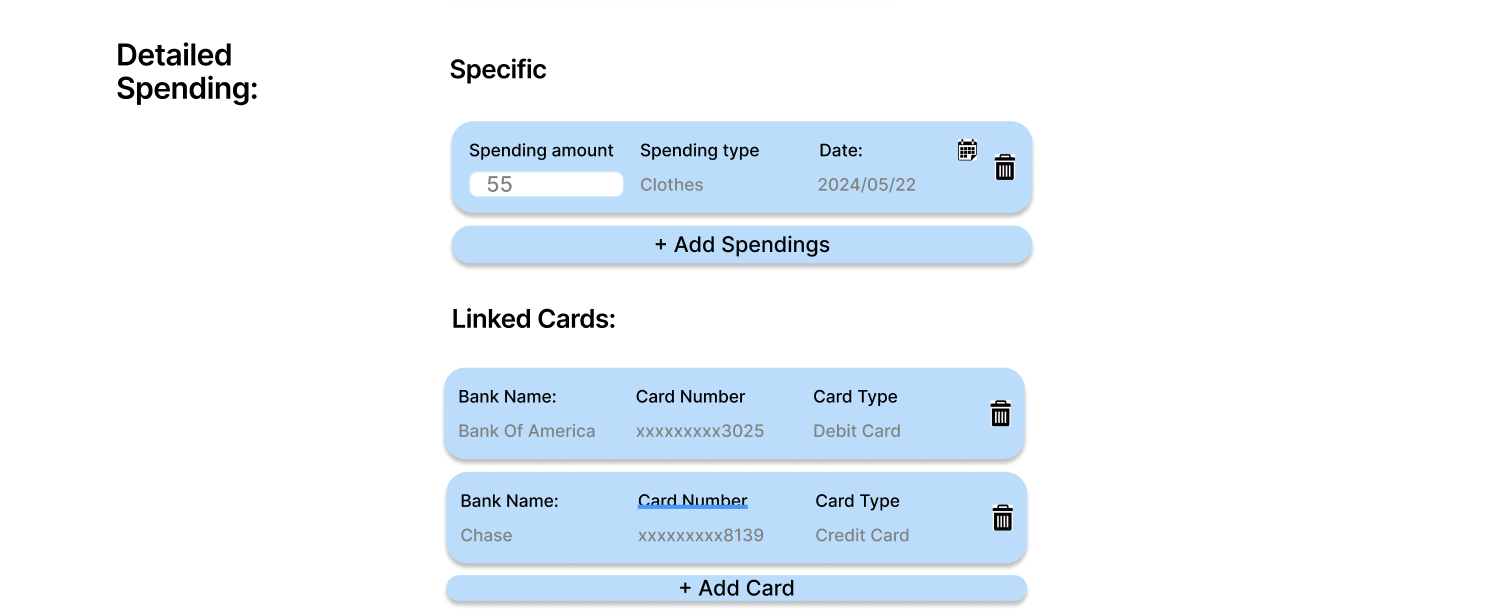 Detailed
Spending:
Specific
Spending amount Spending type Date:
55 Clothes 2024/05/22
+ Add Spendings
Linked Cards:
Bank Name: Card Number Card Type
Bank Of America xxxxxxxxx3025 Debit Card
Bank Name: Card Number Card Type
Chase xxxxxxxxx8139 Credit Card
+ Add Card